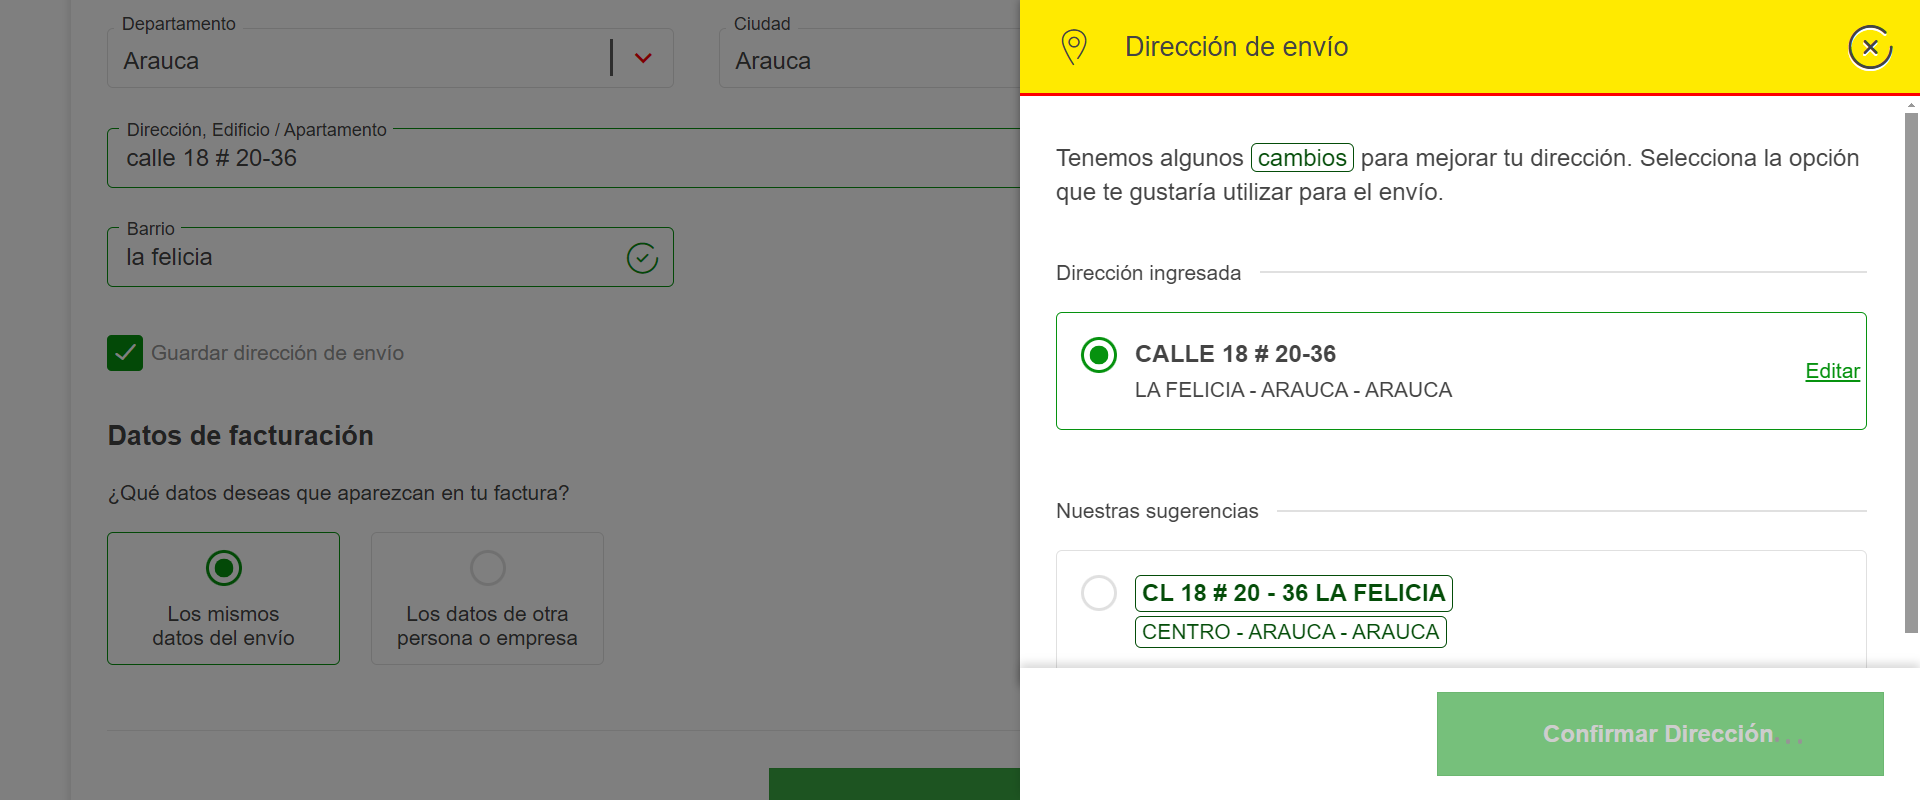 Departamento
Arauca
Ciudad
Arauca
Dirección, Edificio / Apartamento
calle 18 # 20-36
Barrio
la felicia
Guardar dirección de envío
Datos de facturación
¿Qué datos deseas que aparezcan en tu factura?
Los mismos
datos del envío
Los datos de otra
persona o empresa
Dirección de envío
Tenemos algunos cambios para mejorar tu dirección. Selecciona la opción
que te gustaría utilizar para el envío.
Dirección ingresada
CALLE 18 # 20-36
LA FELICIA - ARAUCA - ARAUCA
Editar
Nuestras sugerencias
CL 18 # 20 - 36 LA FELICIA
CENTRO - ARAUCA - ARAUCA
Confirmar Dirección...